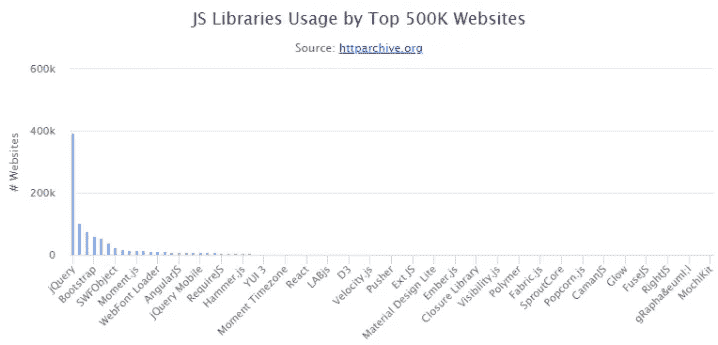 JS Libraries Usage by Top 500K Websites
Source: httparchive.org
600k
400k
200k
0
# Websites
jQuery
Bootstrap
SWFObject
Moment.js
WebFont Loader
AngularJS
jQuery Mobile
RequireJS
Hammer.js
YUI 3
Moment Timezone
React
LABjs
D3
Velocity.js
Pusher
Ext JS
Material Design Lite
Ember.js
Closure Library
Visibility.js
Polymer
Fabric.js
SproutCore
Popcorn.js
CamanJS
Glow
FuseJS
RightJS
gRapha&euml;l
MochiKit